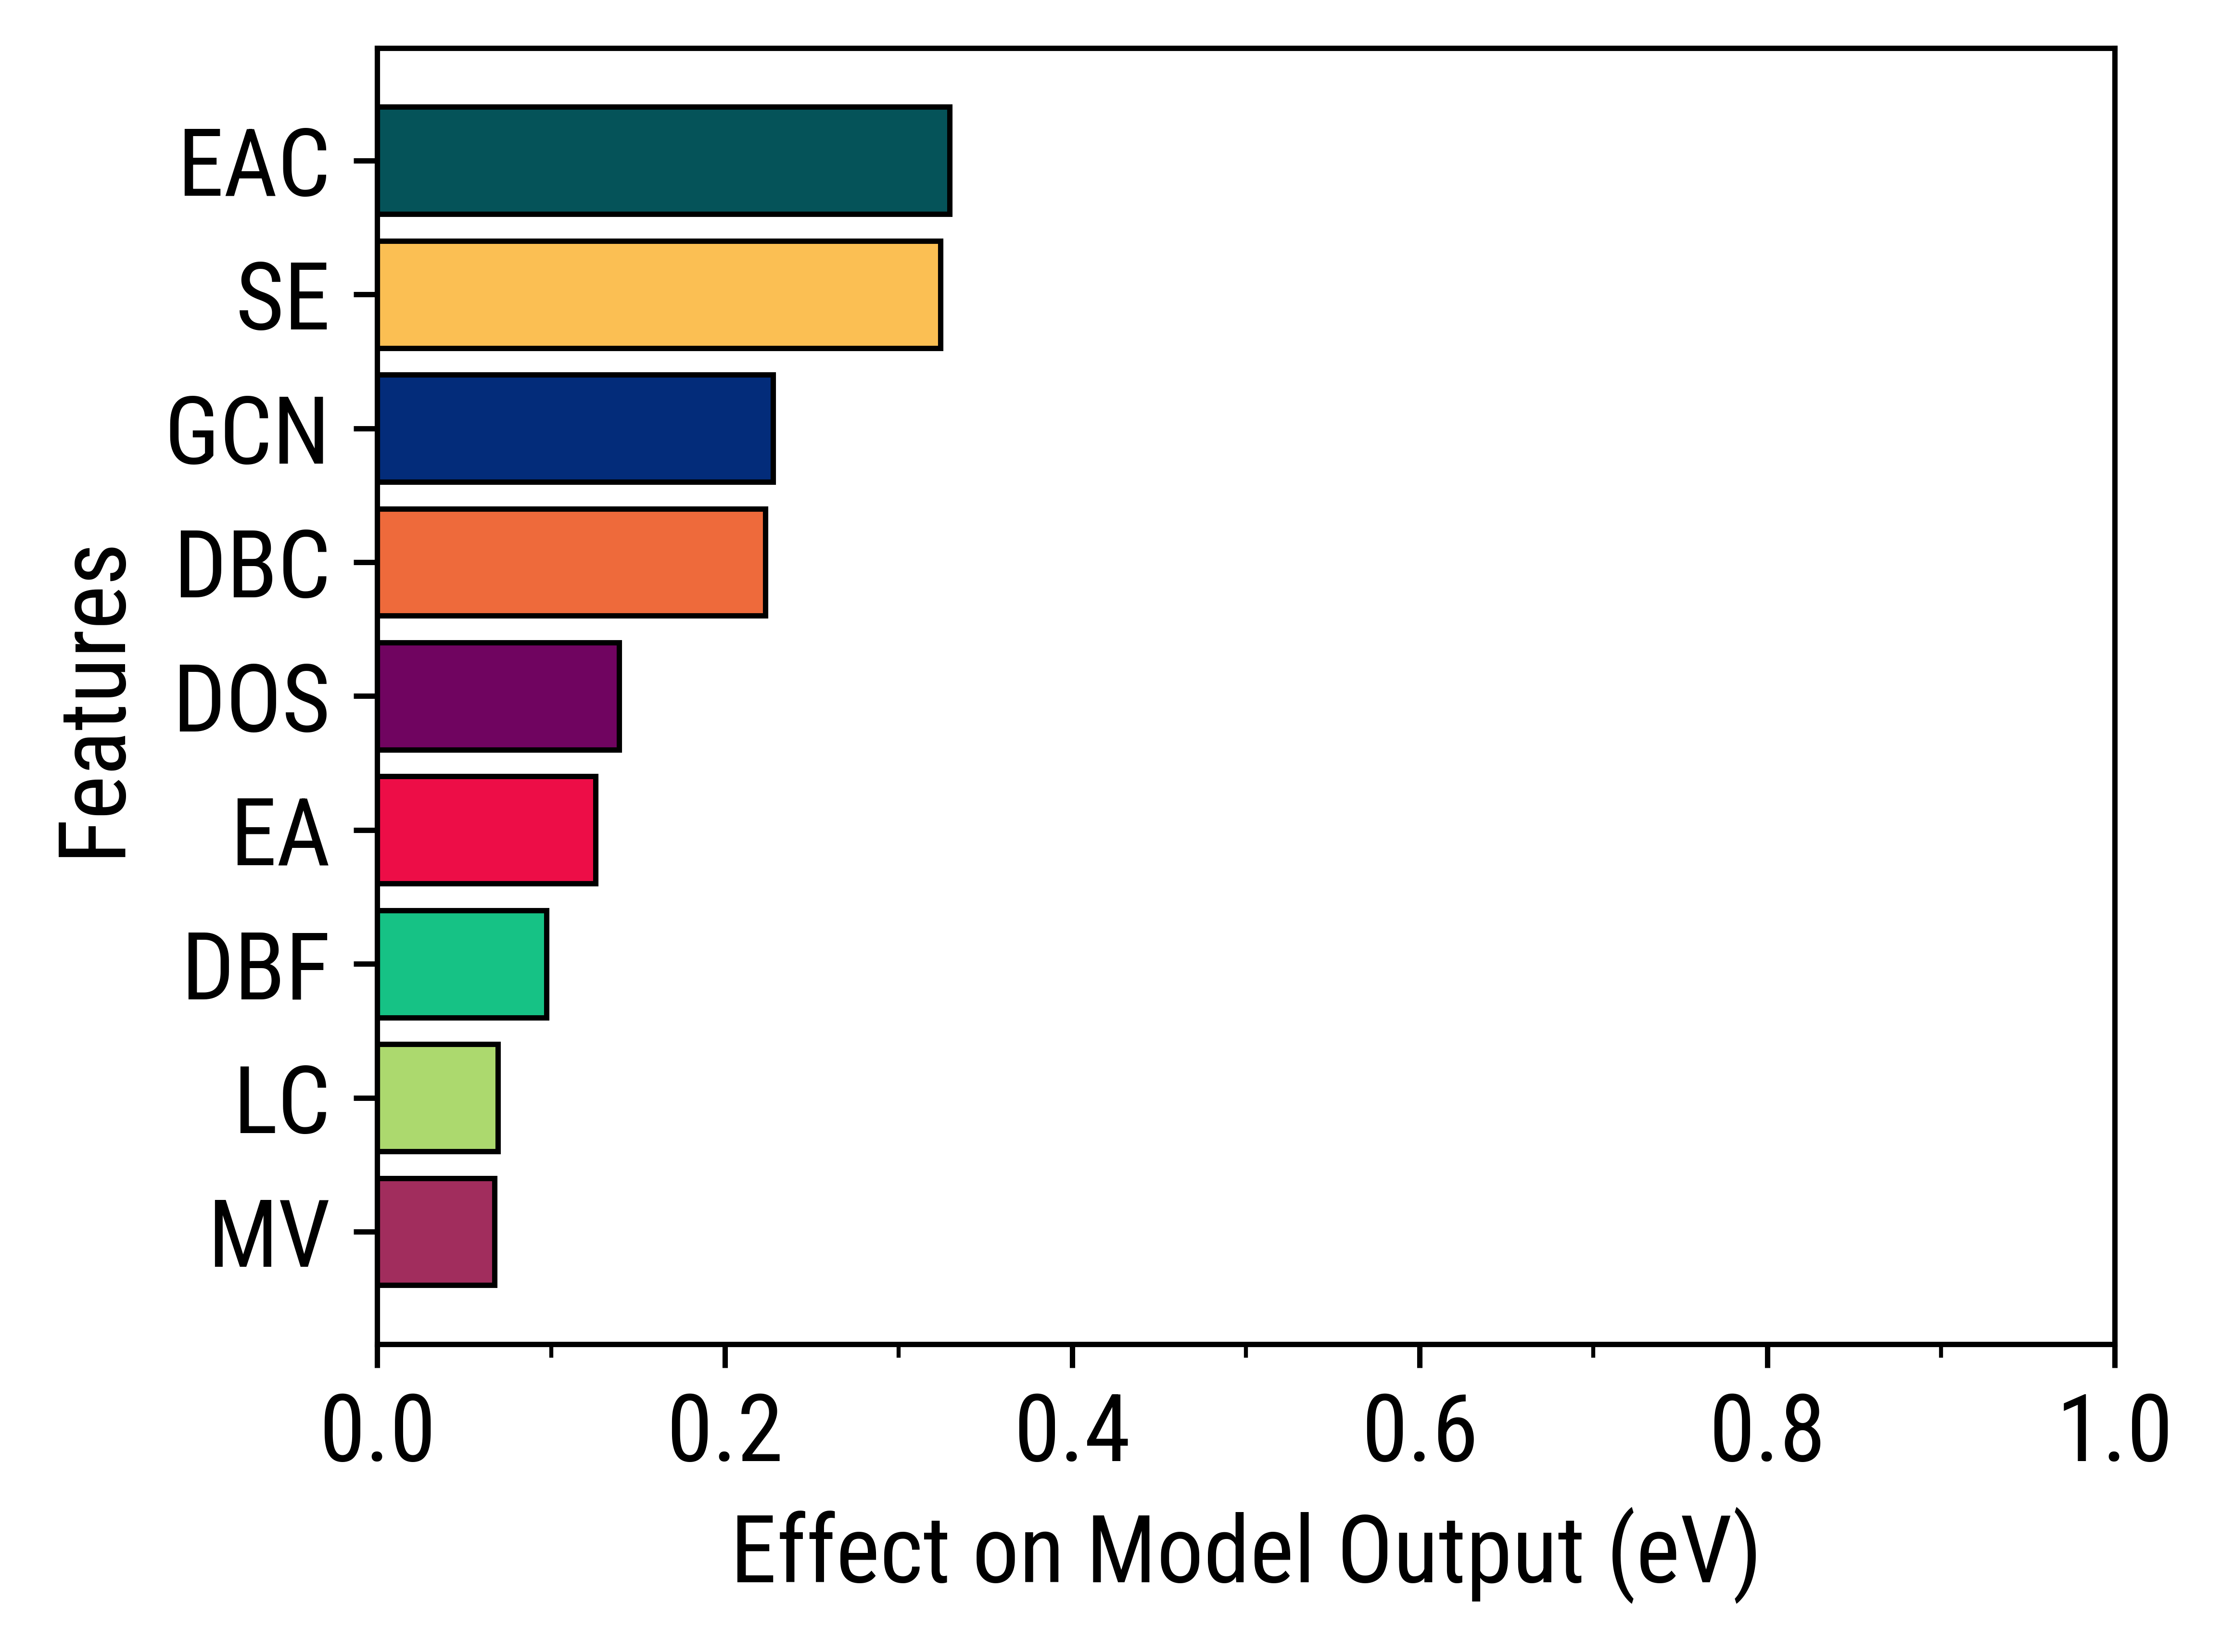 EAC
SE
GCN
DBC
DOS
EA
DBF
LC
MV
Features
0.0 0.2 0.4 0.6 0.8 1.0
Effect on Model Output (eV)